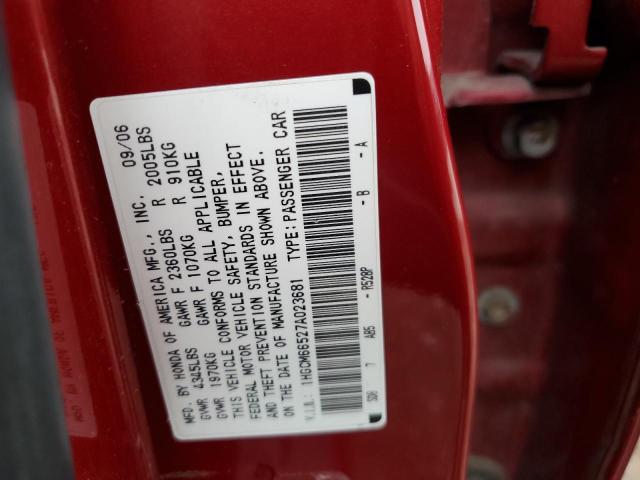 MFD. BY HONDA OF AMERICA MFG., INC. 09/06
GVWR 4345LBS GAWR F 2360LBS R 2005LBS
GVWR 1970KG GAWR F 1070KG R 910KG
THIS VEHICLE CONFORMS TO ALL APPLICABLE
FEDERAL MOTOR VEHICLE SAFETY, BUMPER,
AND THEFT PREVENTION STANDARDS IN EFFECT
ON THE DATE OF MANUFACTURE SHOWN ABOVE.
V.I.N.: 1HGCM66527A023681 TYPE: PASSENGER CAR
SDA 7 AB5 - R528P - B - A